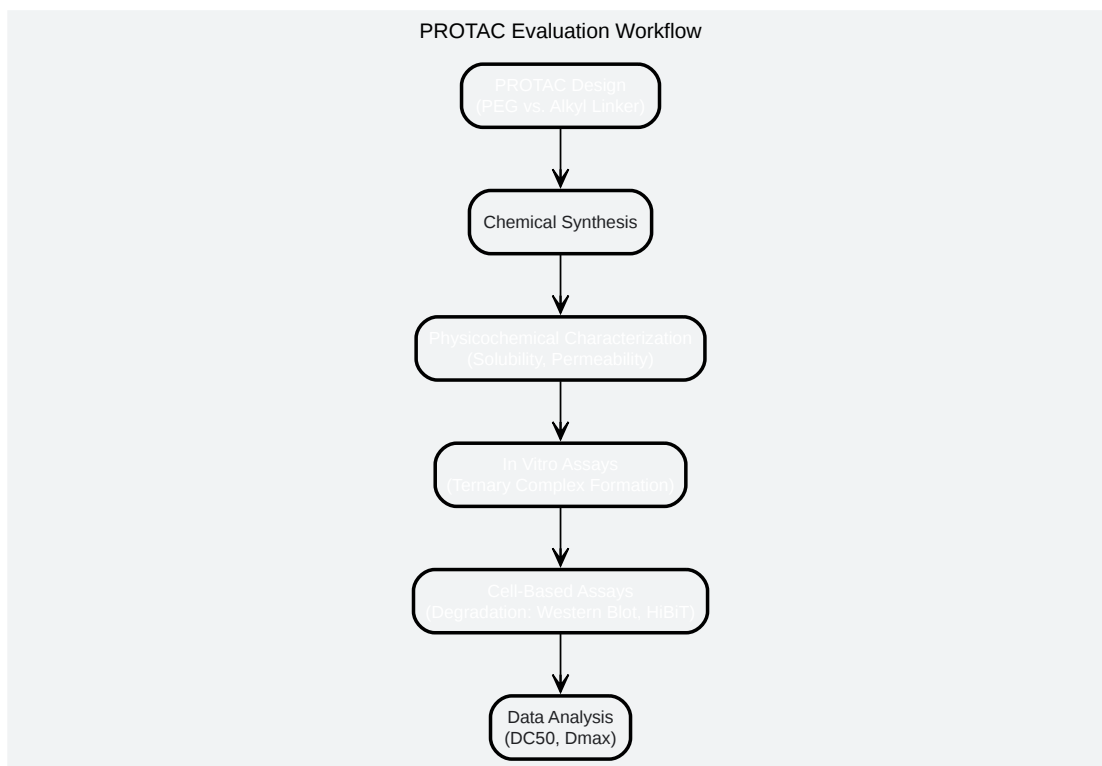 PROTAC Evaluation Workflow
PROTAC Design
(PEG vs. Alkyl Linker)
Chemical Synthesis
Physicochemical Characterization
(Solubility, Permeability)
In Vitro Assays
(Ternary Complex Formation)
Cell-Based Assays
(Degradation: Western Blot, HiBiT)
Data Analysis
(DC50, Dmax)